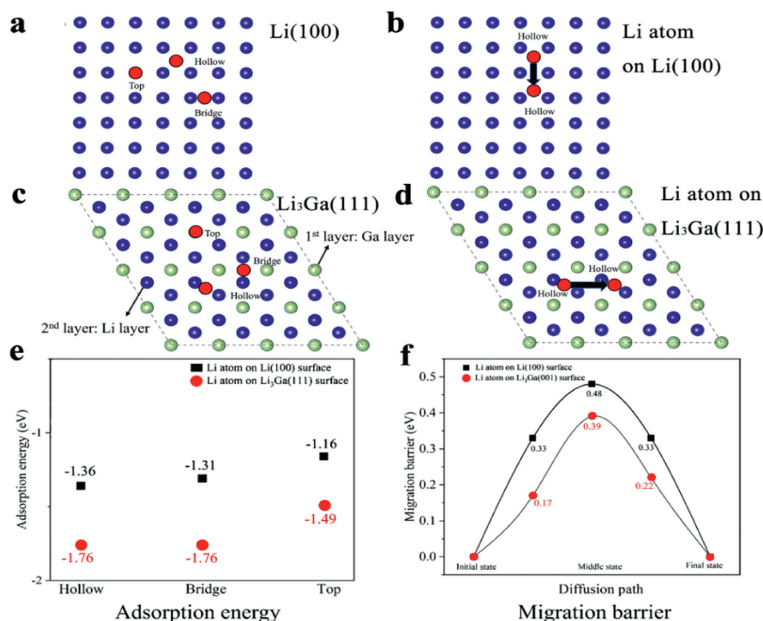 a
Li(100)
Hollow
Top
Bridge
b
Hollow
Hollow
Li atom
on Li(100)
c
Li₃Ga(111)
Top
1st layer: Ga layer
Bridge
Hollow
2nd layer: Li layer
d
Li atom on
Li₃Ga(111)
Hollow
Hollow
e
Li atom on Li(100) surface
Li atom on Li₃Ga(111) surface
Adsorption energy (eV)
-1
-2
-1.36
-1.31
-1.16
-1.76
-1.76
-1.49
Hollow
Bridge
Top
Adsorption energy
f
Li atom on Li(100) surface
Li atom on Li₃Ga(001) surface
Migration barrier (eV)
0.5
0.4
0.3
0.2
0.1
0.0
0.48
0.39
0.33
0.33
0.17
0.22
Initial state
Middle state
Final state
Diffusion path
Migration barrier